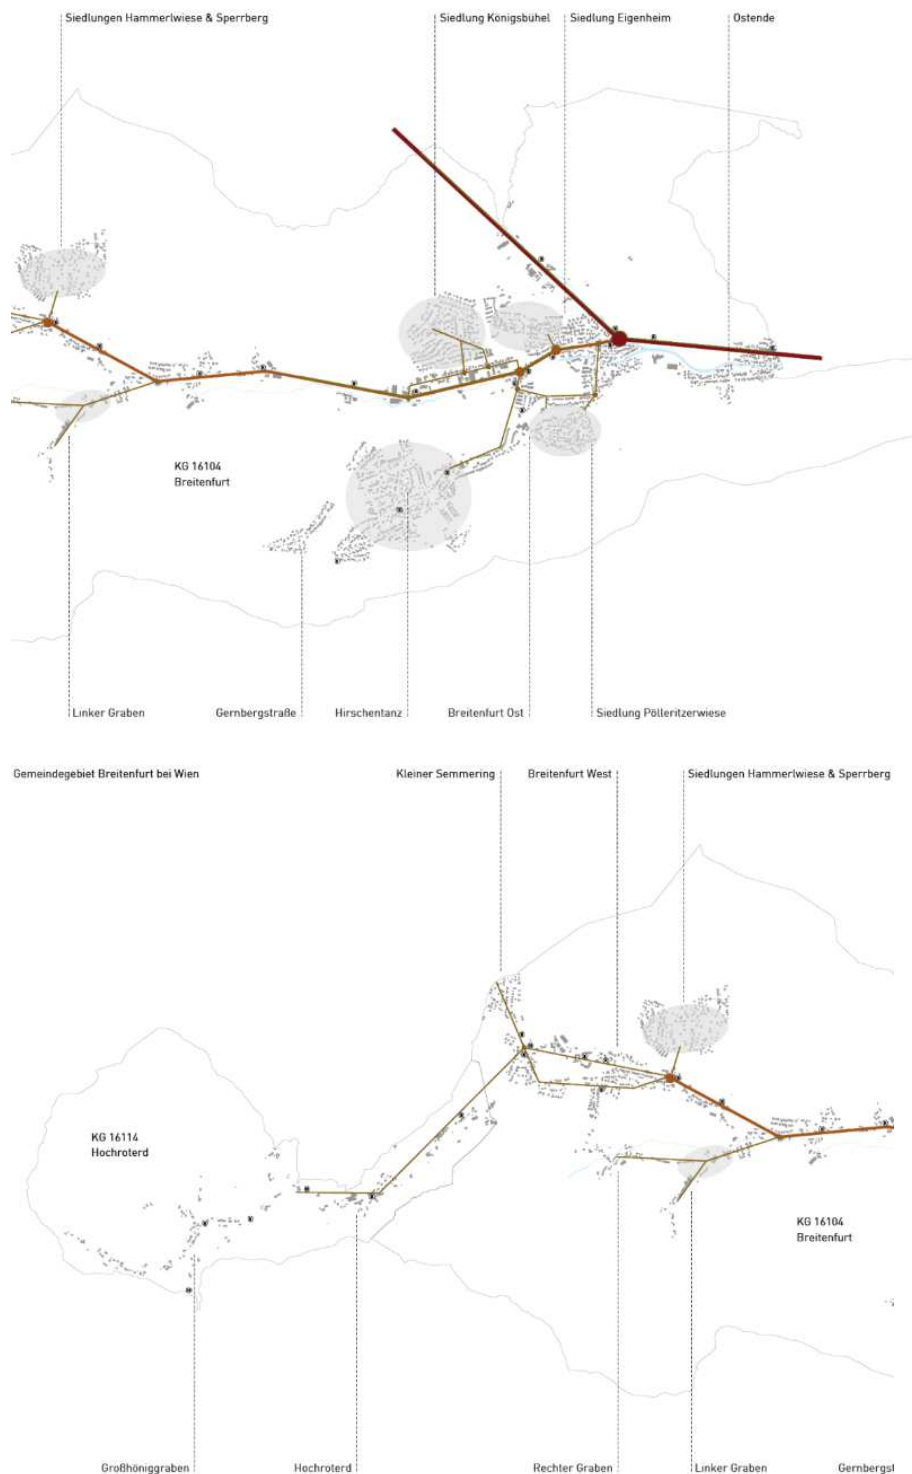 Siedlungen Hammerlwiese & Sperrberg
Siedlung Königsbühel
Siedlung Eigenheim
Ostende
KG 16104
Breitenfurt
Linker Graben
Gernbergstraße
Hirschentanz
Breitenfurt Ost
Siedlung Pölleritzerwiese
Gemeindegebiet Breitenfurt bei Wien
Kleiner Semmering
Breitenfurt West
Siedlungen Hammerlwiese & Sperrberg
KG 16114
Hochroterd
KG 16104
Breitenfurt
Großhöniggraben
Hochroterd
Rechter Graben
Linker Graben
Gernbergst